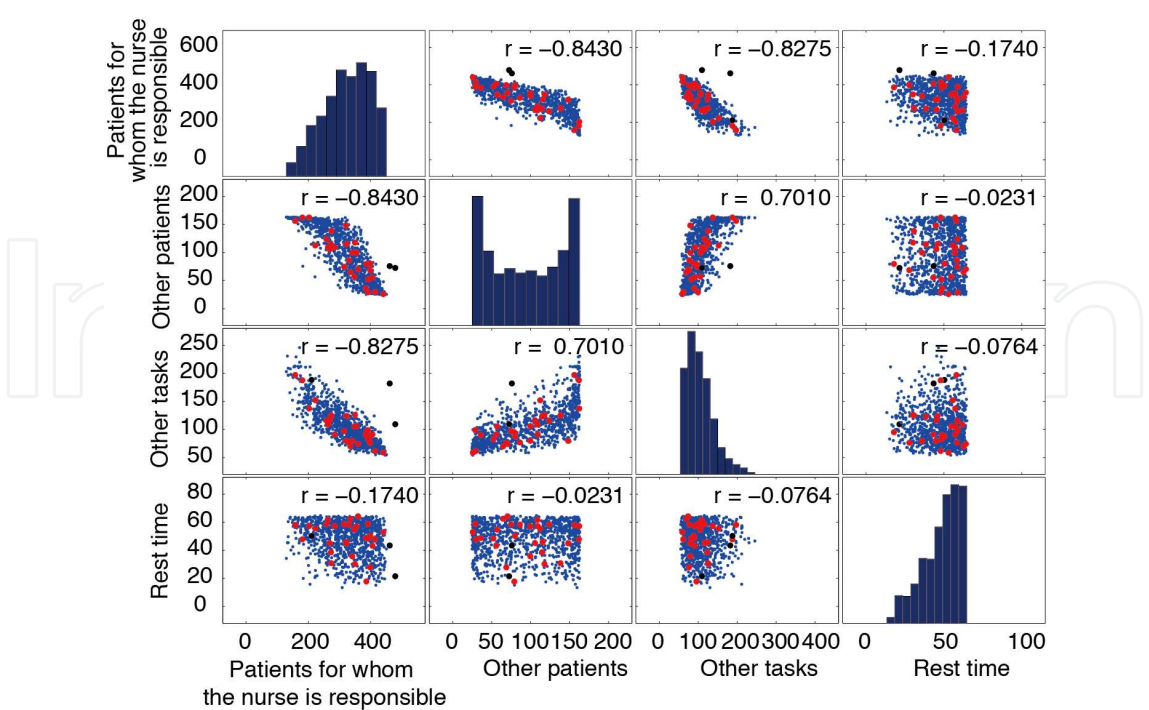 Patients for
whom the nurse
is responsible
600
400
200
0
r = −0.8430
r = −0.8275
r = −0.1740
Other patients
200
150
100
50
0
r = −0.8430
r = 0.7010
r = −0.0231
Other tasks
250
200
150
100
50
r = −0.8275
r = 0.7010
r = −0.0764
Rest time
80
60
40
20
0
r = −0.1740
r = −0.0231
r = −0.0764
0 200 400
0 50 100 150 200
0 100 200 300 400
0 50 100
Patients for whom
the nurse is responsible
Other patients
Other tasks
Rest time